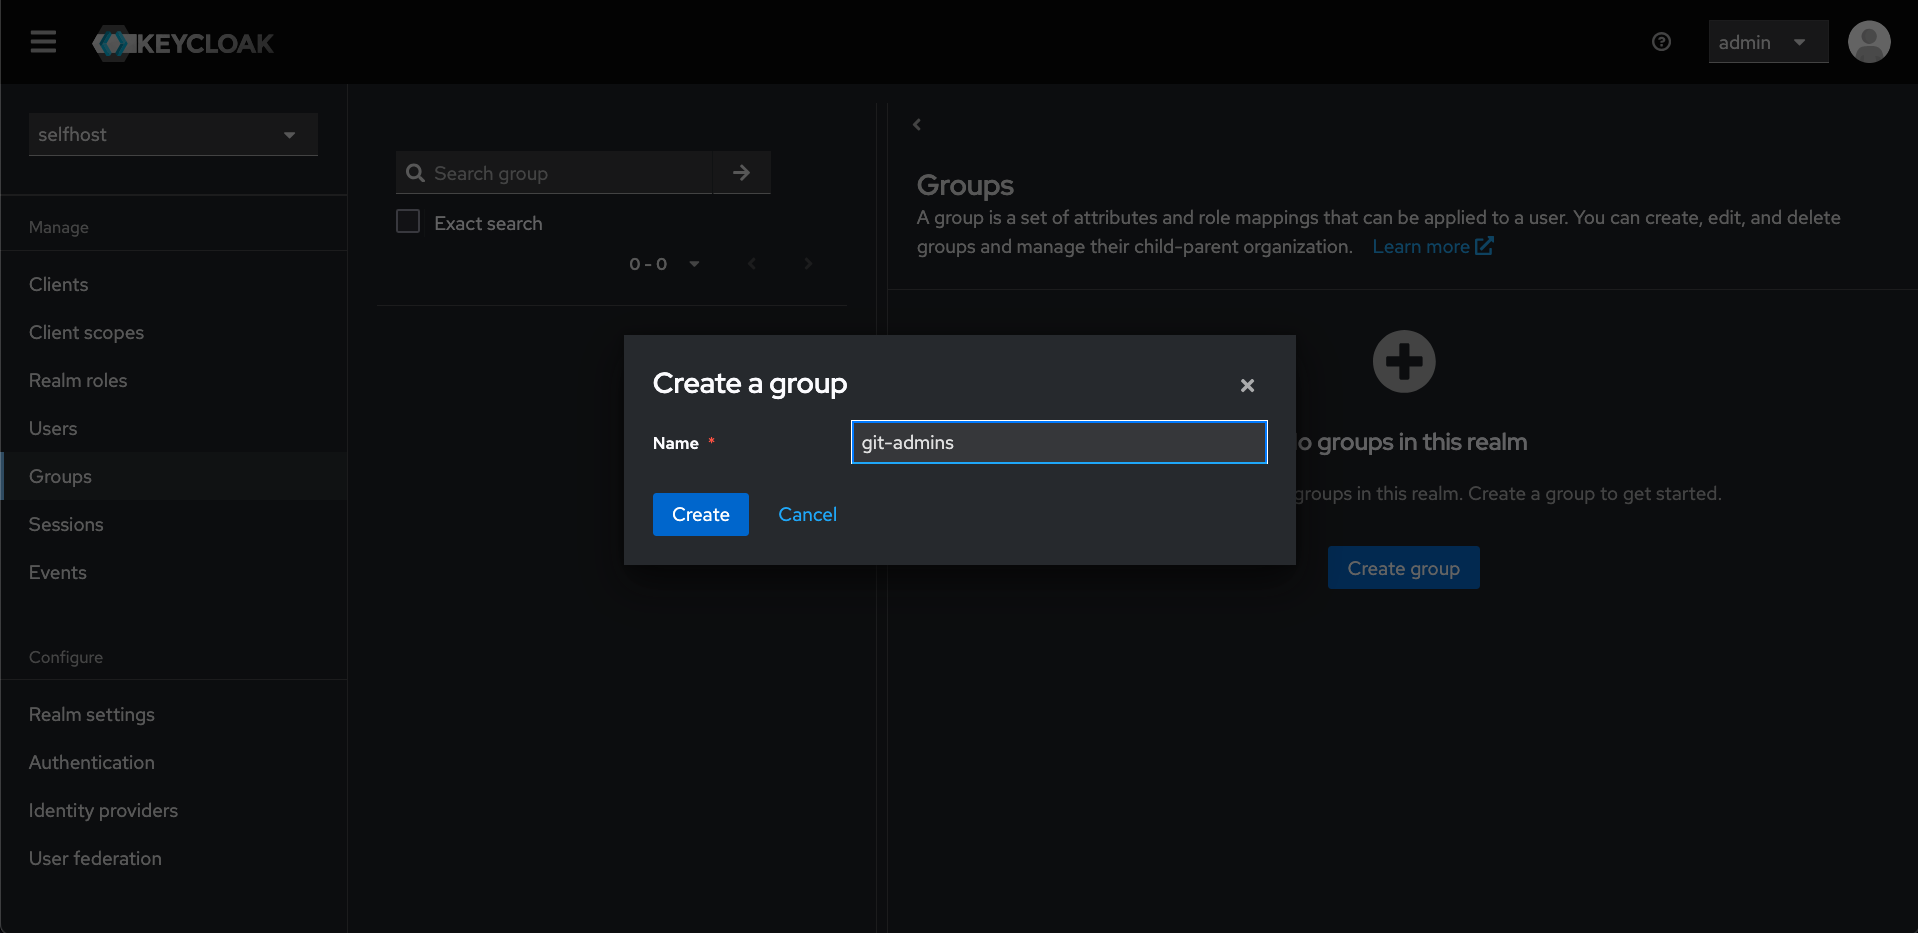 KEYCLOAK
admin
selfhost
Manage
Clients
Client scopes
Realm roles
Users
Groups
Sessions
Events
Configure
Realm settings
Authentication
Identity providers
User federation
Search group
Exact search
0 - 0
Groups
A group is a set of attributes and role mappings that can be applied to a user. You can create, edit, and delete
groups and manage their child-parent organization. Learn more
Create a group
Name *
git-admins
Create
Cancel
groups in this realm
groups in this realm. Create a group to get started.
Create group